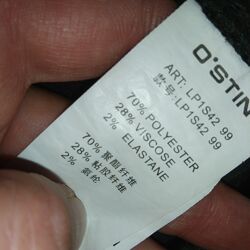 O'STIN
ART: LP1S42 99
款号: LP1S42 99
70% POLYESTER
28% VISCOSE
2% ELASTANE
70% 聚酯纤维
28% 粘胶纤维
2% 氨纶